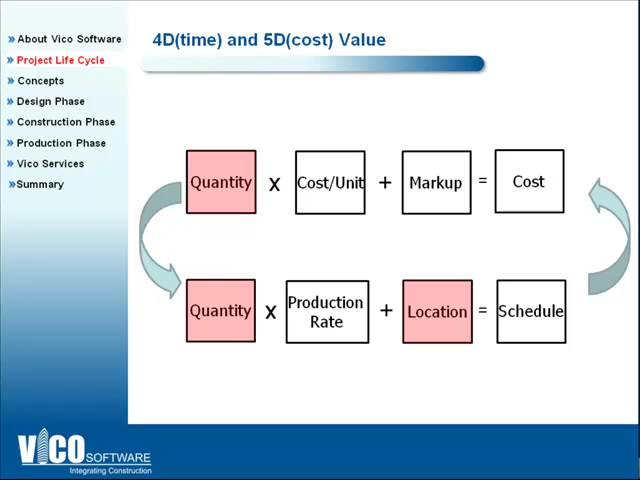 4D(time) and 5D(cost) Value
» About Vico Software
» Project Life Cycle
» Concepts
» Design Phase
» Construction Phase
» Production Phase
» Vico Services
» Summary
Quantity x Cost/Unit + Markup = Cost
Quantity x Production Rate + Location = Schedule
VICO SOFTWARE
Integrating Construction